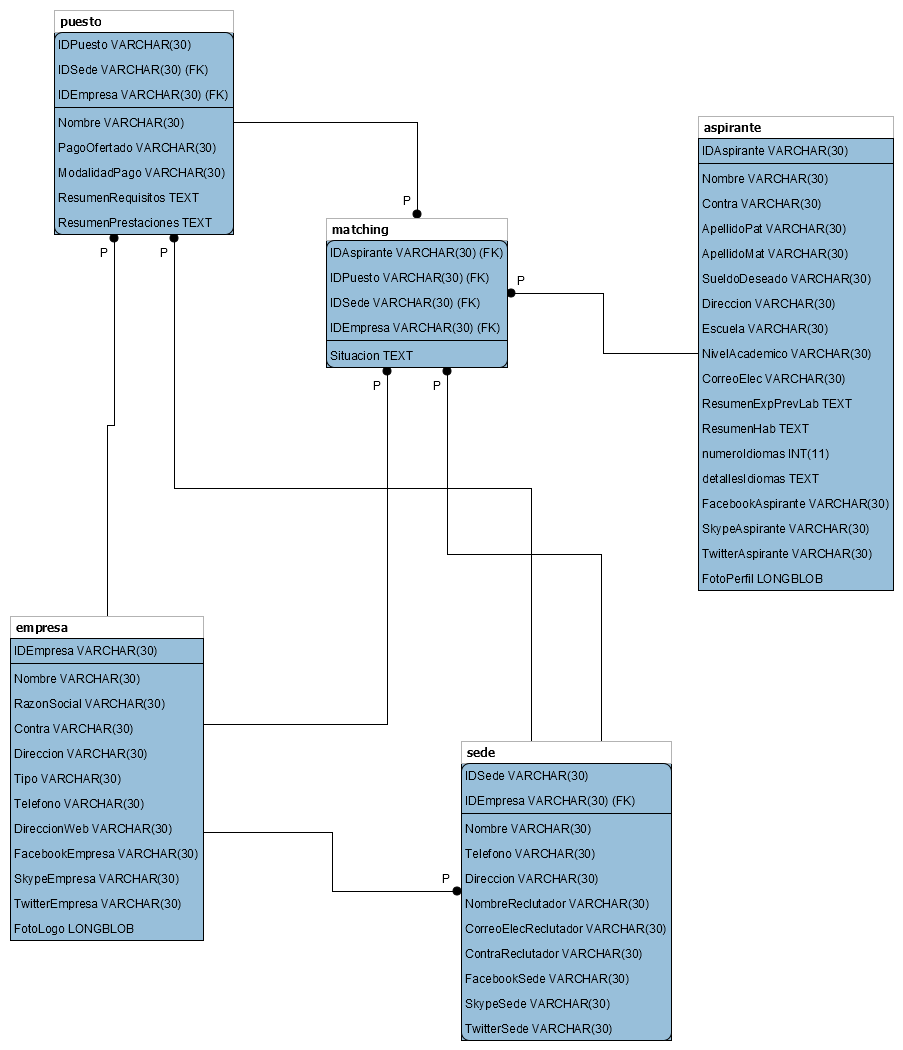 puesto
IDPuesto VARCHAR(30)
IDSede VARCHAR(30) (FK)
IDEmpresa VARCHAR(30) (FK)
Nombre VARCHAR(30)
PagoOfertado VARCHAR(30)
ModalidadPago VARCHAR(30)
ResumenRequisitos TEXT
ResumenPrestaciones TEXT
P
P
P
matching
IDAspirante VARCHAR(30) (FK)
IDPuesto VARCHAR(30) (FK)
IDSede VARCHAR(30) (FK)
IDEmpresa VARCHAR(30) (FK)
Situacion TEXT
P
P
P
aspirante
IDAspirante VARCHAR(30)
Nombre VARCHAR(30)
Contra VARCHAR(30)
ApellidoPat VARCHAR(30)
ApellidoMat VARCHAR(30)
SueldoDeseado VARCHAR(30)
Direccion VARCHAR(30)
Escuela VARCHAR(30)
NivelAcademico VARCHAR(30)
CorreoElec VARCHAR(30)
ResumenExpPrevLab TEXT
ResumenHab TEXT
numeroIdiomas INT(11)
detallesIdiomas TEXT
FacebookAspirante VARCHAR(30)
SkypeAspirante VARCHAR(30)
TwitterAspirante VARCHAR(30)
FotoPerfil LONGBLOB
empresa
IDEmpresa VARCHAR(30)
Nombre VARCHAR(30)
RazonSocial VARCHAR(30)
Contra VARCHAR(30)
Direccion VARCHAR(30)
Tipo VARCHAR(30)
Telefono VARCHAR(30)
DireccionWeb VARCHAR(30)
FacebookEmpresa VARCHAR(30)
SkypeEmpresa VARCHAR(30)
TwitterEmpresa VARCHAR(30)
FotoLogo LONGBLOB
P
sede
IDSede VARCHAR(30)
IDEmpresa VARCHAR(30) (FK)
Nombre VARCHAR(30)
Telefono VARCHAR(30)
Direccion VARCHAR(30)
NombreReclutador VARCHAR(30)
CorreoElecReclutador VARCHAR(30)
ContraReclutador VARCHAR(30)
FacebookSede VARCHAR(30)
SkypeSede VARCHAR(30)
TwitterSede VARCHAR(30)